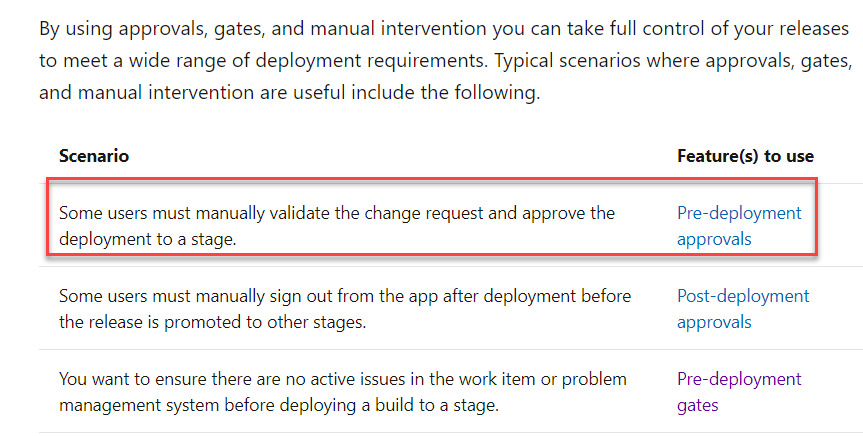 By using approvals, gates, and manual intervention you can take full control of your releases
to meet a wide range of deployment requirements. Typical scenarios where approvals, gates,
and manual intervention are useful include the following.
Scenario Feature(s) to use
Some users must manually validate the change request and approve the Pre-deployment
deployment to a stage. approvals
Some users must manually sign out from the app after deployment before Post-deployment
the release is promoted to other stages. approvals
You want to ensure there are no active issues in the work item or problem Pre-deployment
management system before deploying a build to a stage. gates